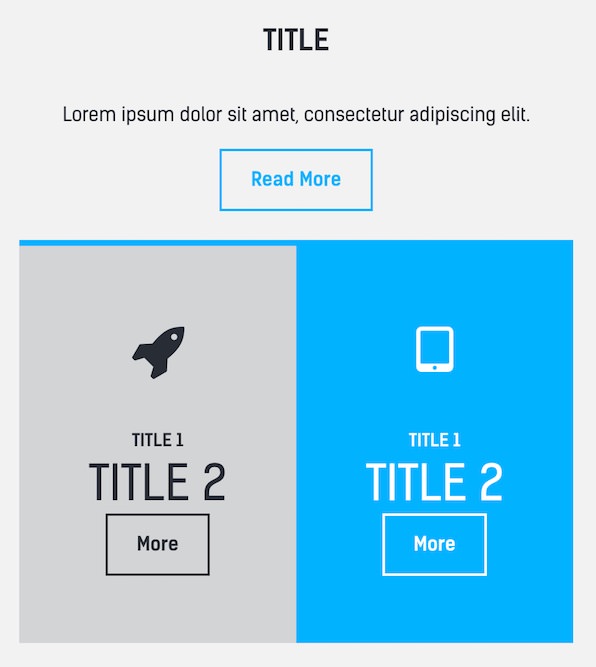 TITLE
Lorem ipsum dolor sit amet, consectetur adipiscing elit.
Read More
TITLE 1
TITLE 2
More
TITLE 1
TITLE 2
More